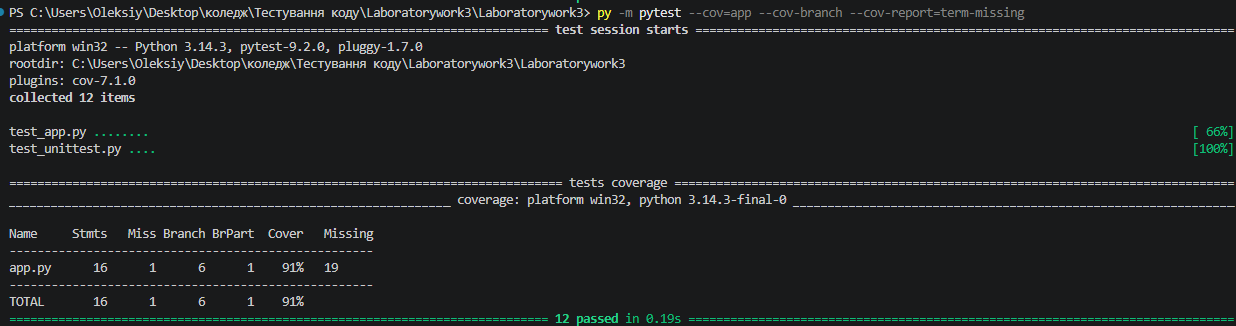 PS C:\Users\Oleksiy\Desktop\коледж\Тестування коду\Laboratorywork3\Laboratorywork3> py -m pytest --cov=app --cov-branch --cov-report=term-missing
============================= test session starts =============================
platform win32 -- Python 3.14.3, pytest-9.2.0, pluggy-1.7.0
rootdir: C:\Users\Oleksiy\Desktop\коледж\Тестування коду\Laboratorywork3\Laboratorywork3
plugins: cov-7.1.0
collected 12 items
test_app.py ........ [ 66%]
test_unittest.py .... [100%]
=============================== tests coverage ================================
_______________ coverage: platform win32, python 3.14.3-final-0 _______________
Name Stmts Miss Branch BrPart Cover Missing
----------------------------------------------------
app.py 16 1 6 1 91% 19
----------------------------------------------------
TOTAL 16 1 6 1 91%
============================= 12 passed in 0.19s ==============================